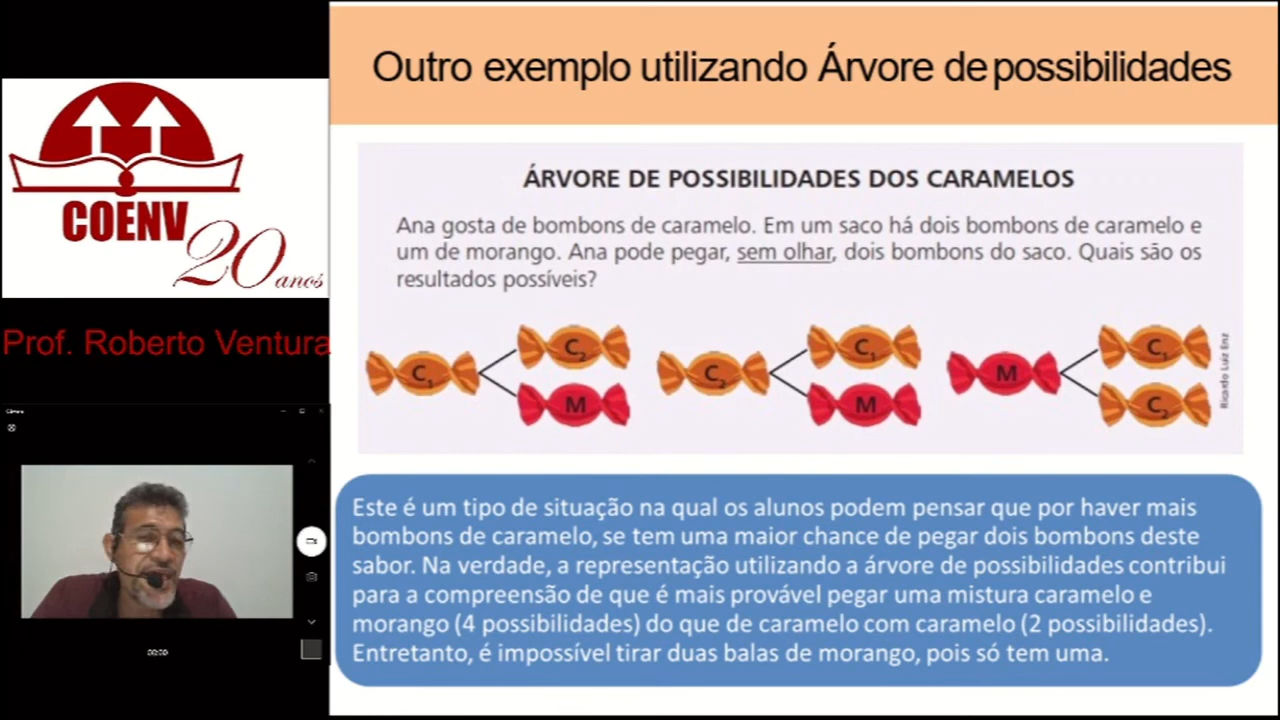 Outro exemplo utilizando Árvore de possibilidades
COENV
20 anos
Prof. Roberto Ventura
ÁRVORE DE POSSIBILIDADES DOS CARAMELOS
Ana gosta de bombons de caramelo. Em um saco há dois bombons de caramelo e
um de morango. Ana pode pegar, sem olhar, dois bombons do saco. Quais são os
resultados possíveis?
C₁ C₂ M
C₂ C₁ M
M C₁ C₂
Ricardo Luiz Enz
Este é um tipo de situação na qual os alunos podem pensar que por haver mais
bombons de caramelo, se tem uma maior chance de pegar dois bombons deste
sabor. Na verdade, a representação utilizando a árvore de possibilidades contribui
para a compreensão de que é mais provável pegar uma mistura caramelo e
morango (4 possibilidades) do que de caramelo com caramelo (2 possibilidades).
Entretanto, é impossível tirar duas balas de morango, pois só tem uma.
Câmera
00:00